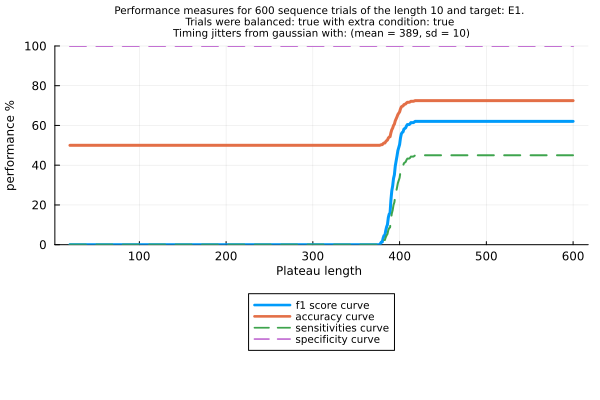 Performance measures for 600 sequence trials of the length 10 and target: E1.
Trials were balanced: true with extra condition: true
Timing jitters from gaussian with: (mean = 389, sd = 10)
100
80
60
40
20
0
performance %
100 200 300 400 500 600
Plateau length
f1 score curve
accuracy curve
sensitivities curve
specificity curve